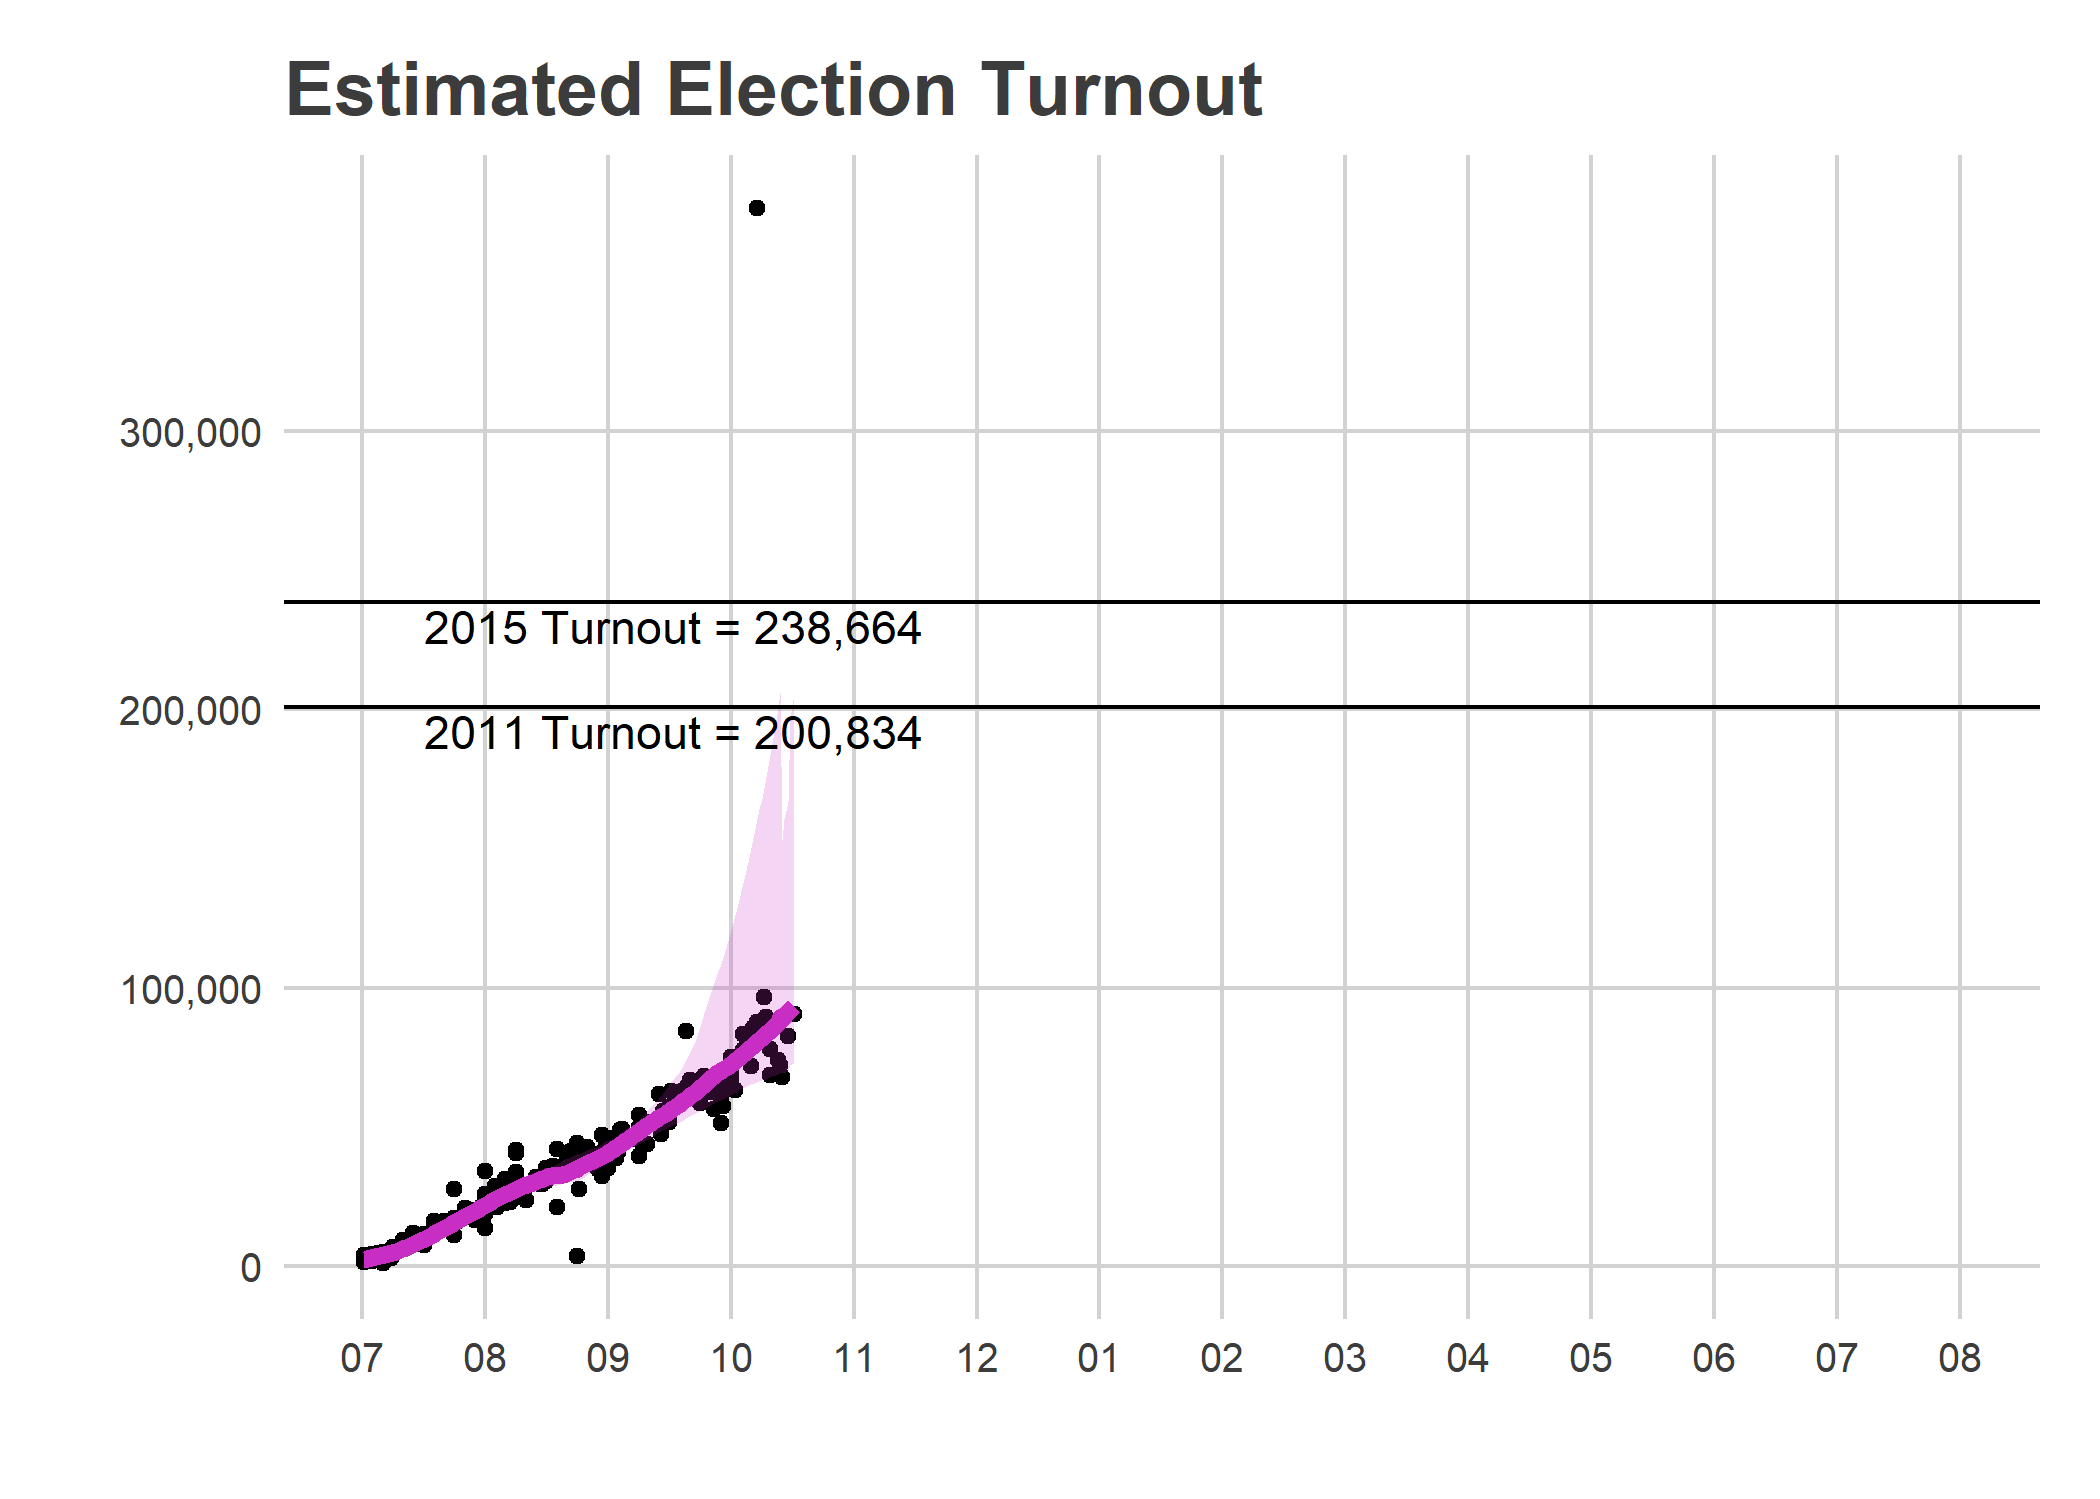 Estimated Election Turnout
300,000
2015 Turnout = 238,664
200,000
2011 Turnout = 200,834
100,000
0
07 08 09 10 11 12 01 02 03 04 05 06 07 08